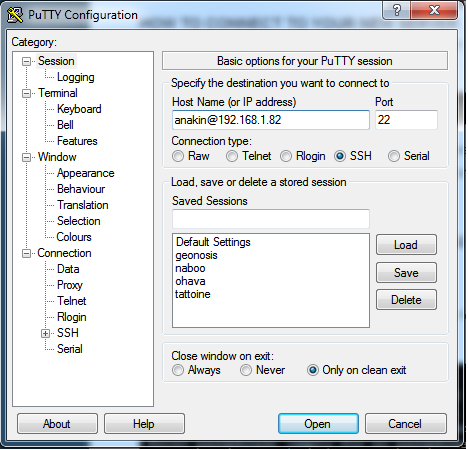 PuTTY Configuration
Category:
Session
Logging
Terminal
Keyboard
Bell
Features
Window
Appearance
Behaviour
Translation
Selection
Colours
Connection
Data
Proxy
Telnet
Rlogin
SSH
Serial
Basic options for your PuTTY session
Specify the destination you want to connect to
Host Name (or IP address) Port
anakin@192.168.1.82 22
Connection type:
Raw Telnet Rlogin SSH Serial
Load, save or delete a stored session
Saved Sessions
Default Settings
geonosis
naboo
ohava
tattoine
Load
Save
Delete
Close window on exit:
Always Never Only on clean exit
About Help Open Cancel